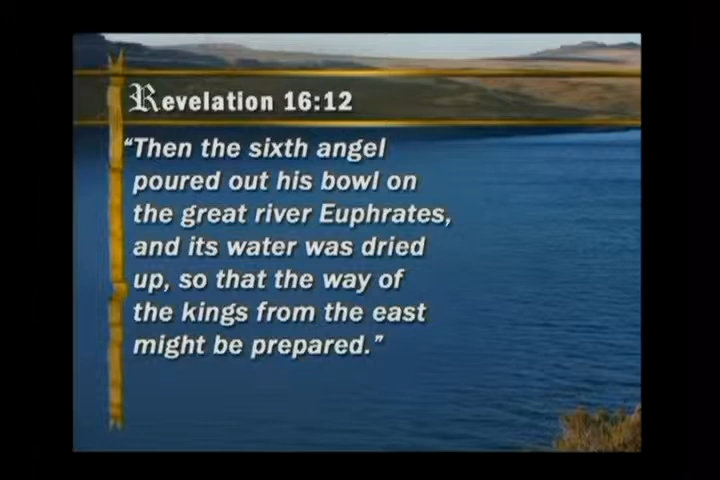 Revelation 16:12
“Then the sixth angel
poured out his bowl on
the great river Euphrates,
and its water was dried
up, so that the way of
the kings from the east
might be prepared.”